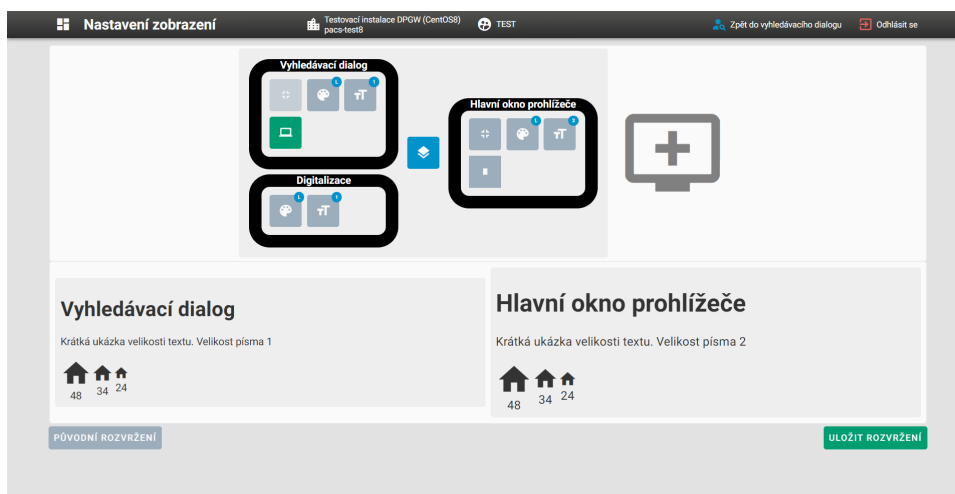 Nastavení zobrazení
Testovací instalace DPGW (CentOS8)
pacs-test8
TEST
Zpět do vyhledávacího dialogu
Odhlásit se
Vyhledávací dialog
L
1
Digitalizace
L
1
Hlavní okno prohlížeče
L
2
Vyhledávací dialog
Krátká ukázka velikosti textu. Velikost písma 1
48
34
24
Hlavní okno prohlížeče
Krátká ukázka velikosti textu. Velikost písma 2
48
34
24
PŮVODNÍ ROZVRŽENÍ
ULOŽIT ROZVRŽENÍ